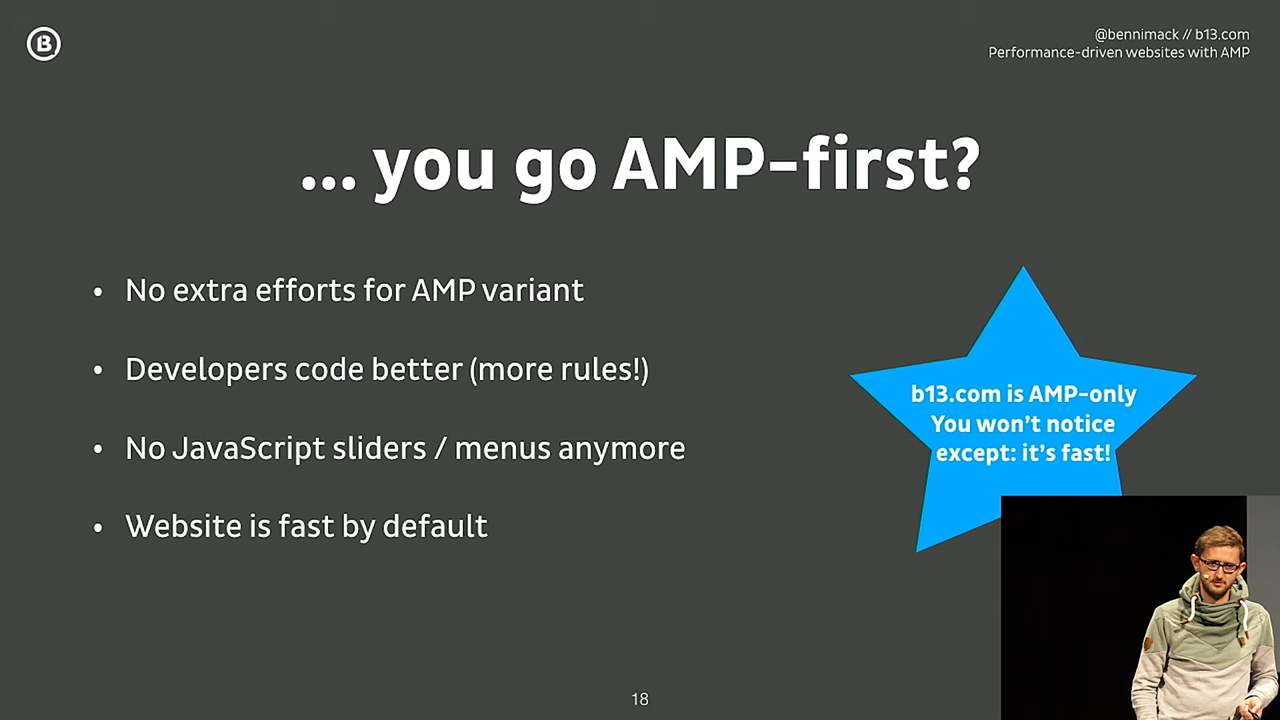 B
@bennimack // b13.com
Performance-driven websites with AMP
... you go AMP-first?
• No extra efforts for AMP variant
• Developers code better (more rules!)
• No JavaScript sliders / menus anymore
• Website is fast by default
b13.com is AMP-only
You won't notice
except: it's fast!
18